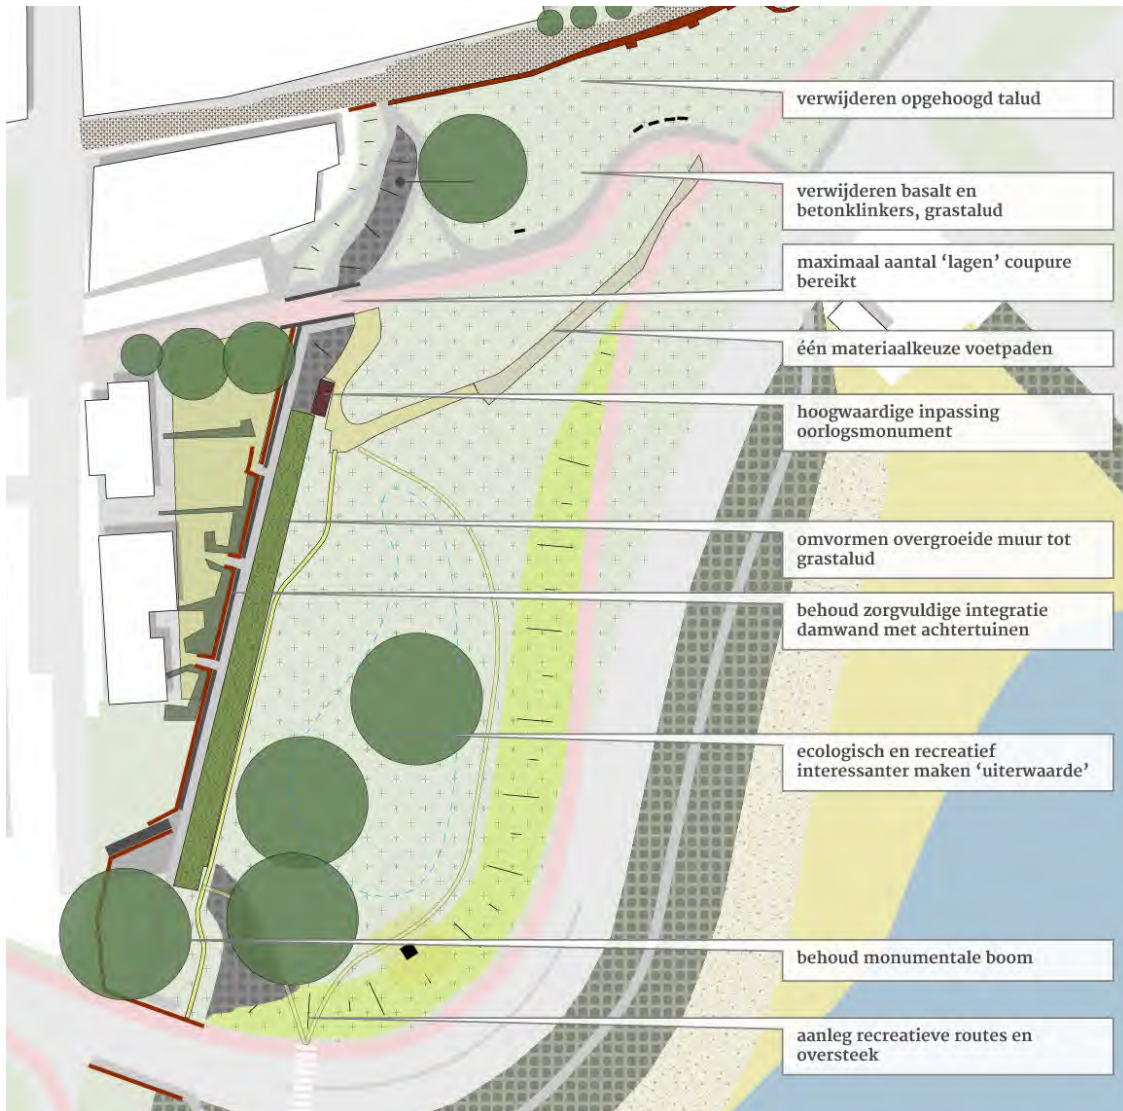 verwijderen opgehoogd talud
verwijderen basalt en
betonklinkers, grastalud
maximaal aantal ‘lagen’ coupure
bereikt
één materiaalkeuze voetpaden
hoogwaardige inpassing
oorlogsmonument
omvormen overgroeide muur tot
grastalud
behoud zorgvuldige integratie
damwand met achtertuinen
ecologisch en recreatief
interessanter maken ‘uiterwaarde’
behoud monumentale boom
aanleg recreatieve routes en
oversteek